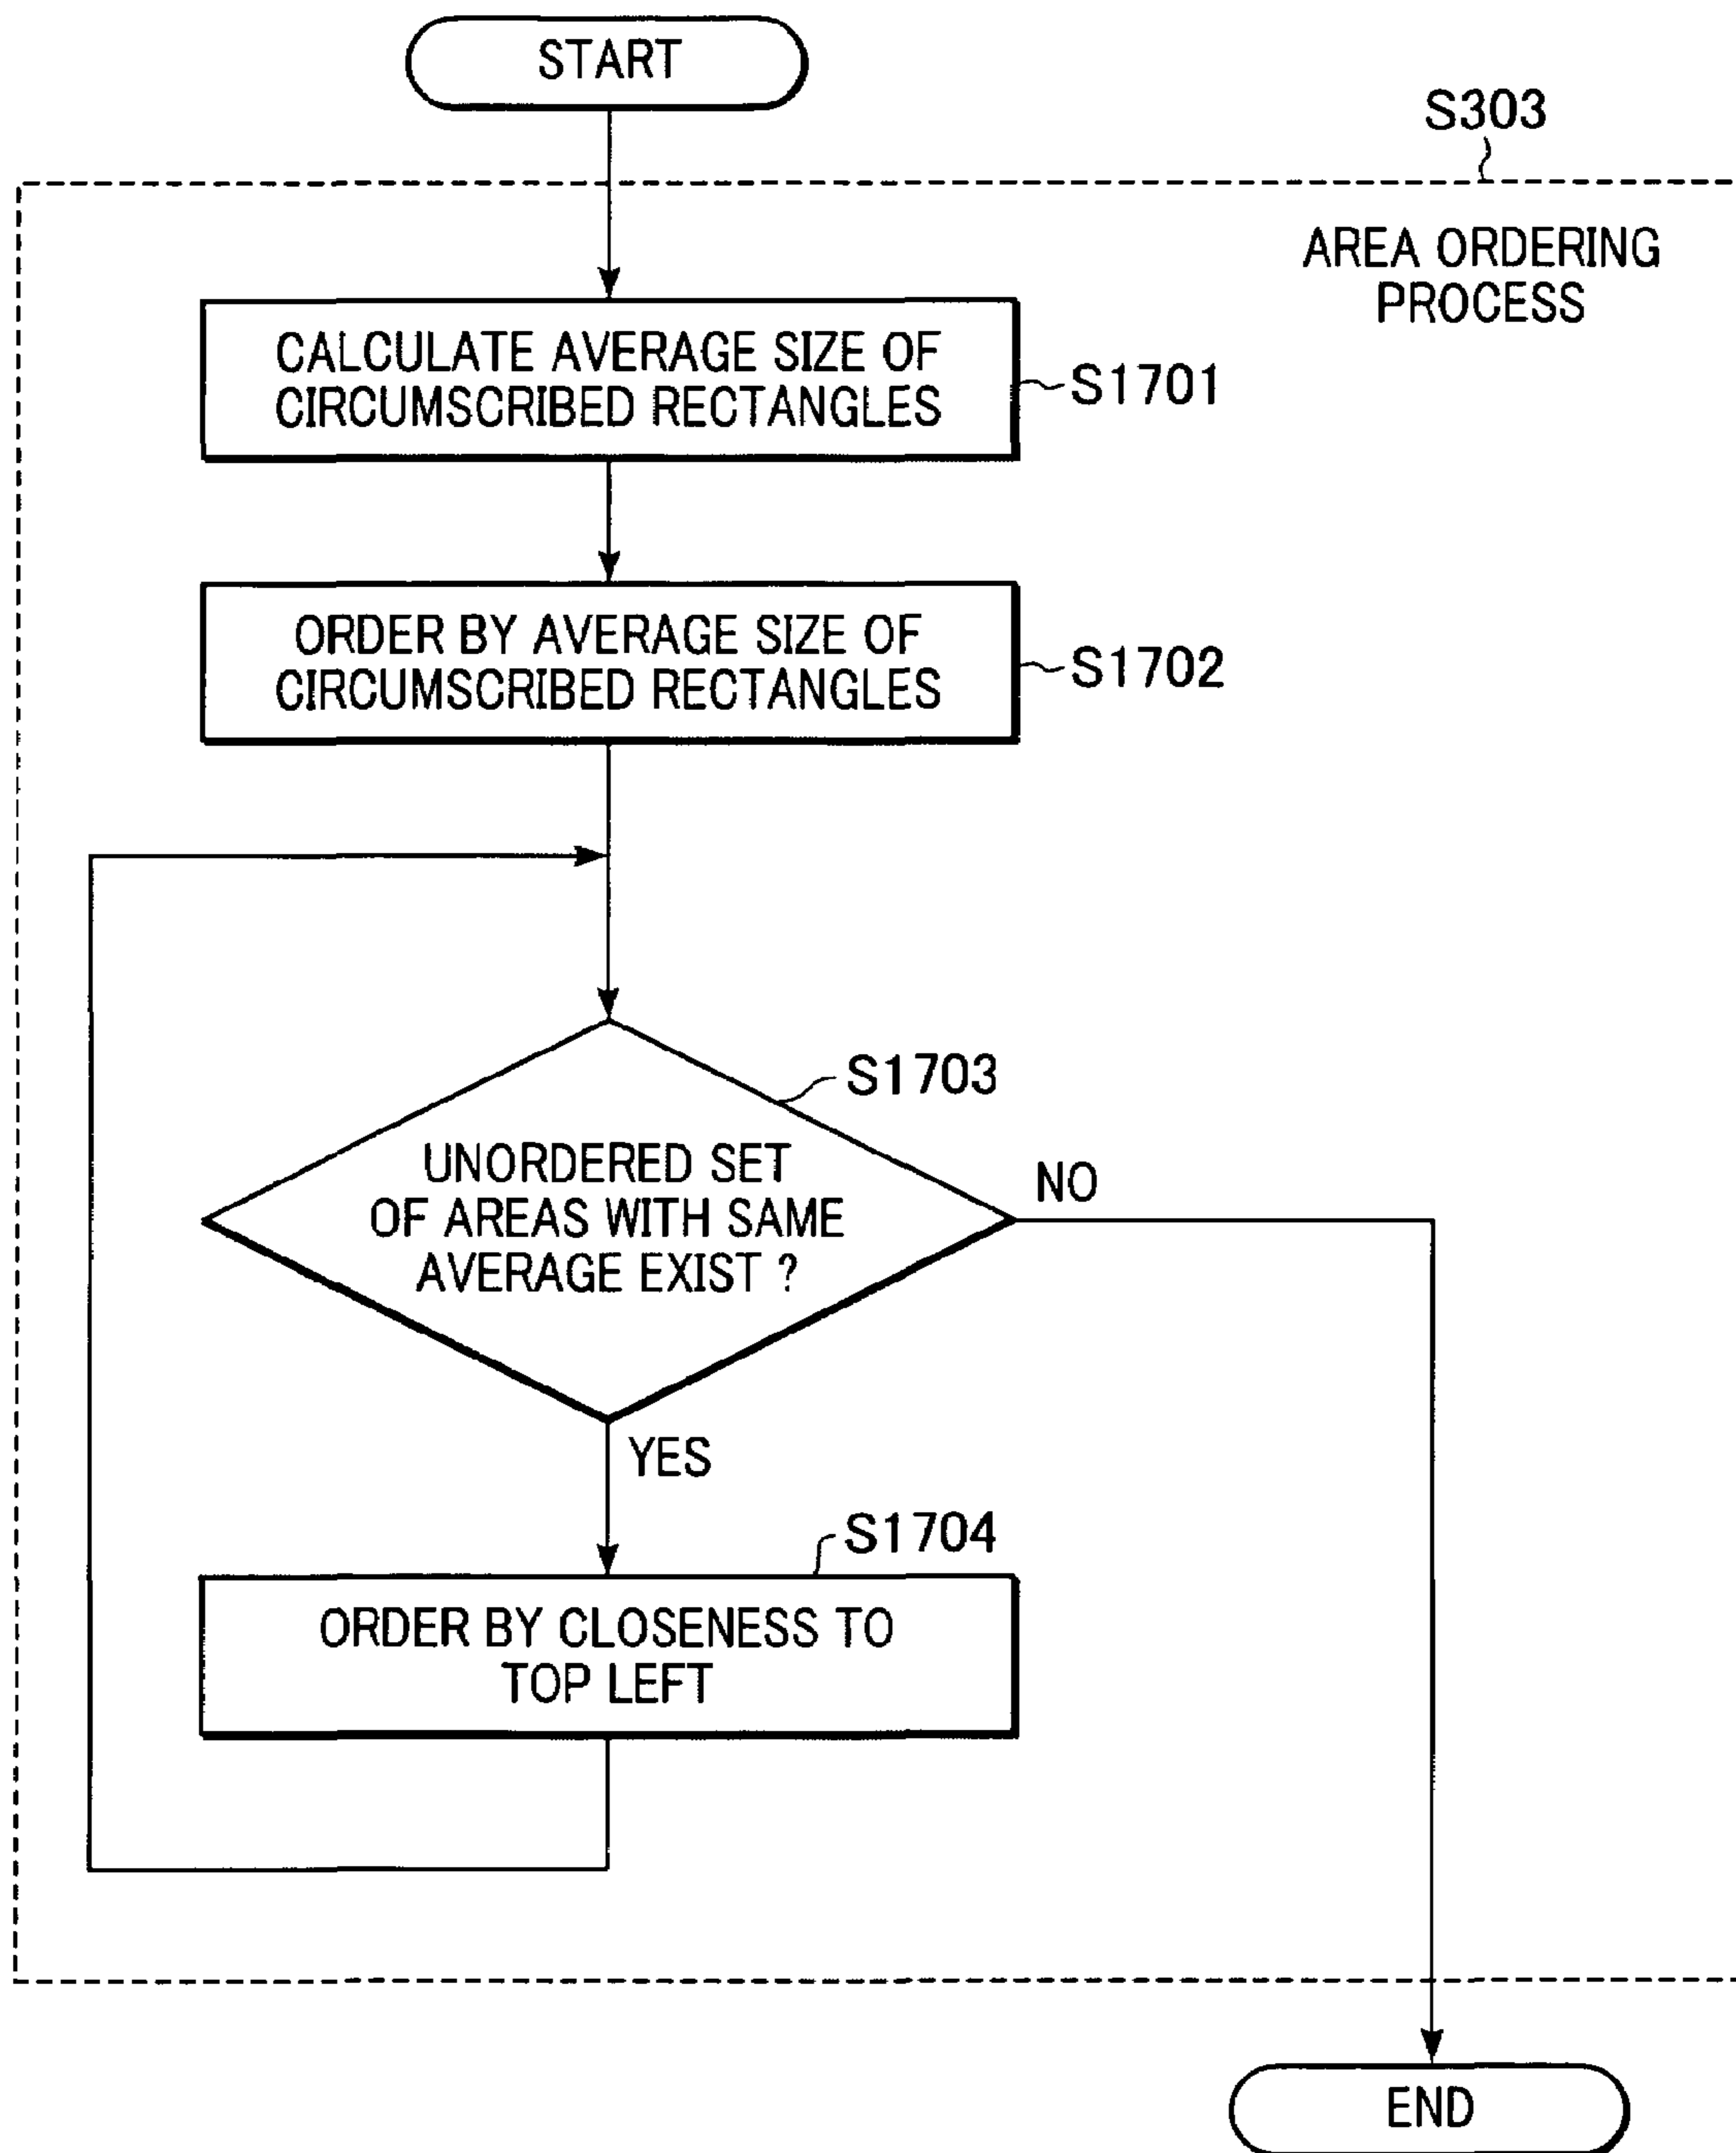 START
S303
AREA ORDERING
PROCESS
CALCULATE AVERAGE SIZE OF
CIRCUMSCRIBED RECTANGLES
S1701
ORDER BY AVERAGE SIZE OF
CIRCUMSCRIBED RECTANGLES
S1702
S1703
UNORDERED SET
OF AREAS WITH SAME
AVERAGE EXIST ?
NO
YES
S1704
ORDER BY CLOSENESS TO
TOP LEFT
END